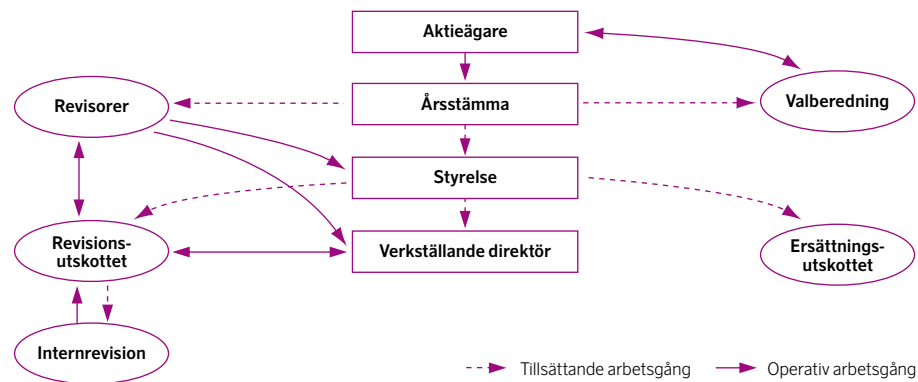 Aktieägare
Revisorer
Årsstämma
Valberedning
Styrelse
Revisions-
utskottet
Verkställande direktör
Ersättnings-
utskottet
Internrevision
Tillsättande arbetsgång
Operativ arbetsgång